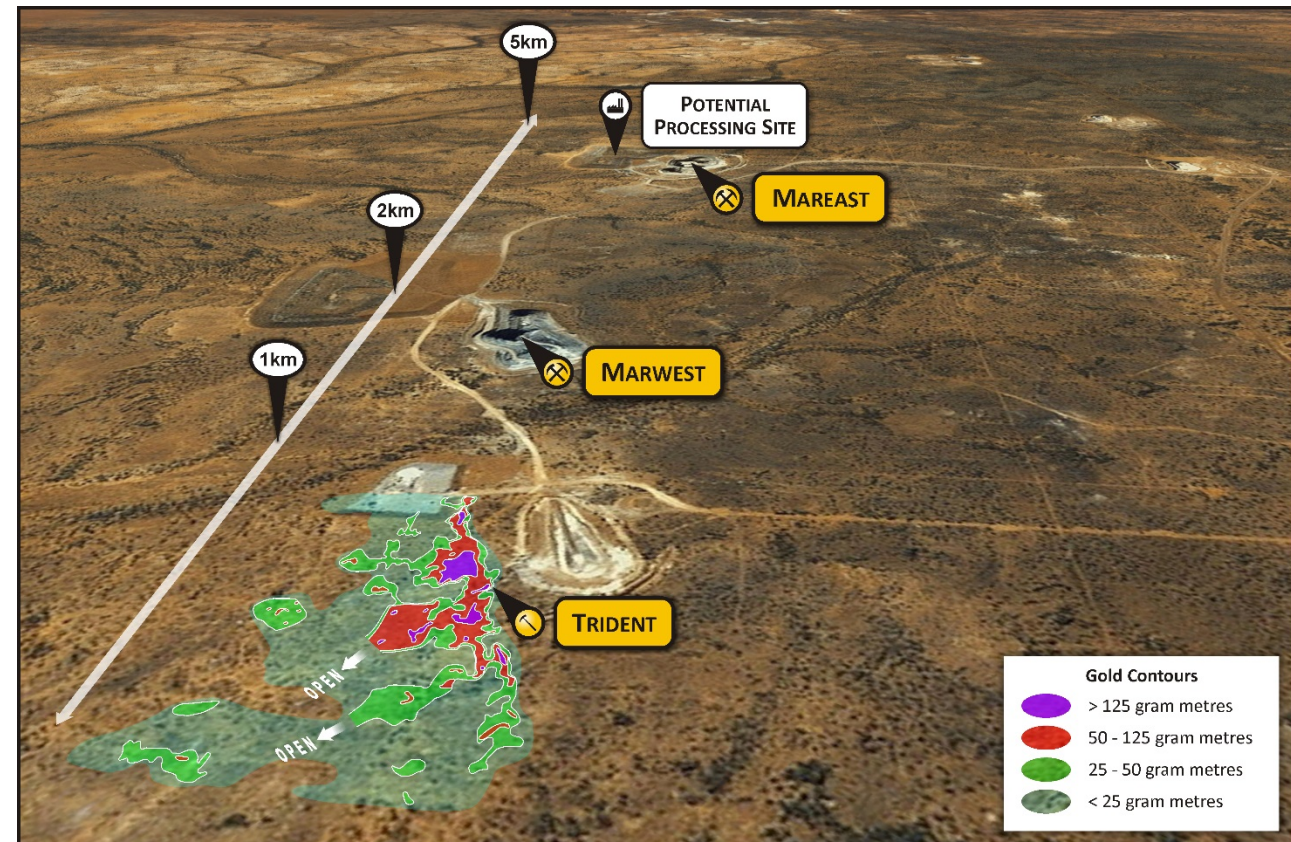 5km
POTENTIAL
PROCESSING SITE
MAREAST
2km
MARWEST
1km
TRIDENT
OPEN
OPEN
Gold Contours
> 125 gram metres
50 - 125 gram metres
25 - 50 gram metres
< 25 gram metres